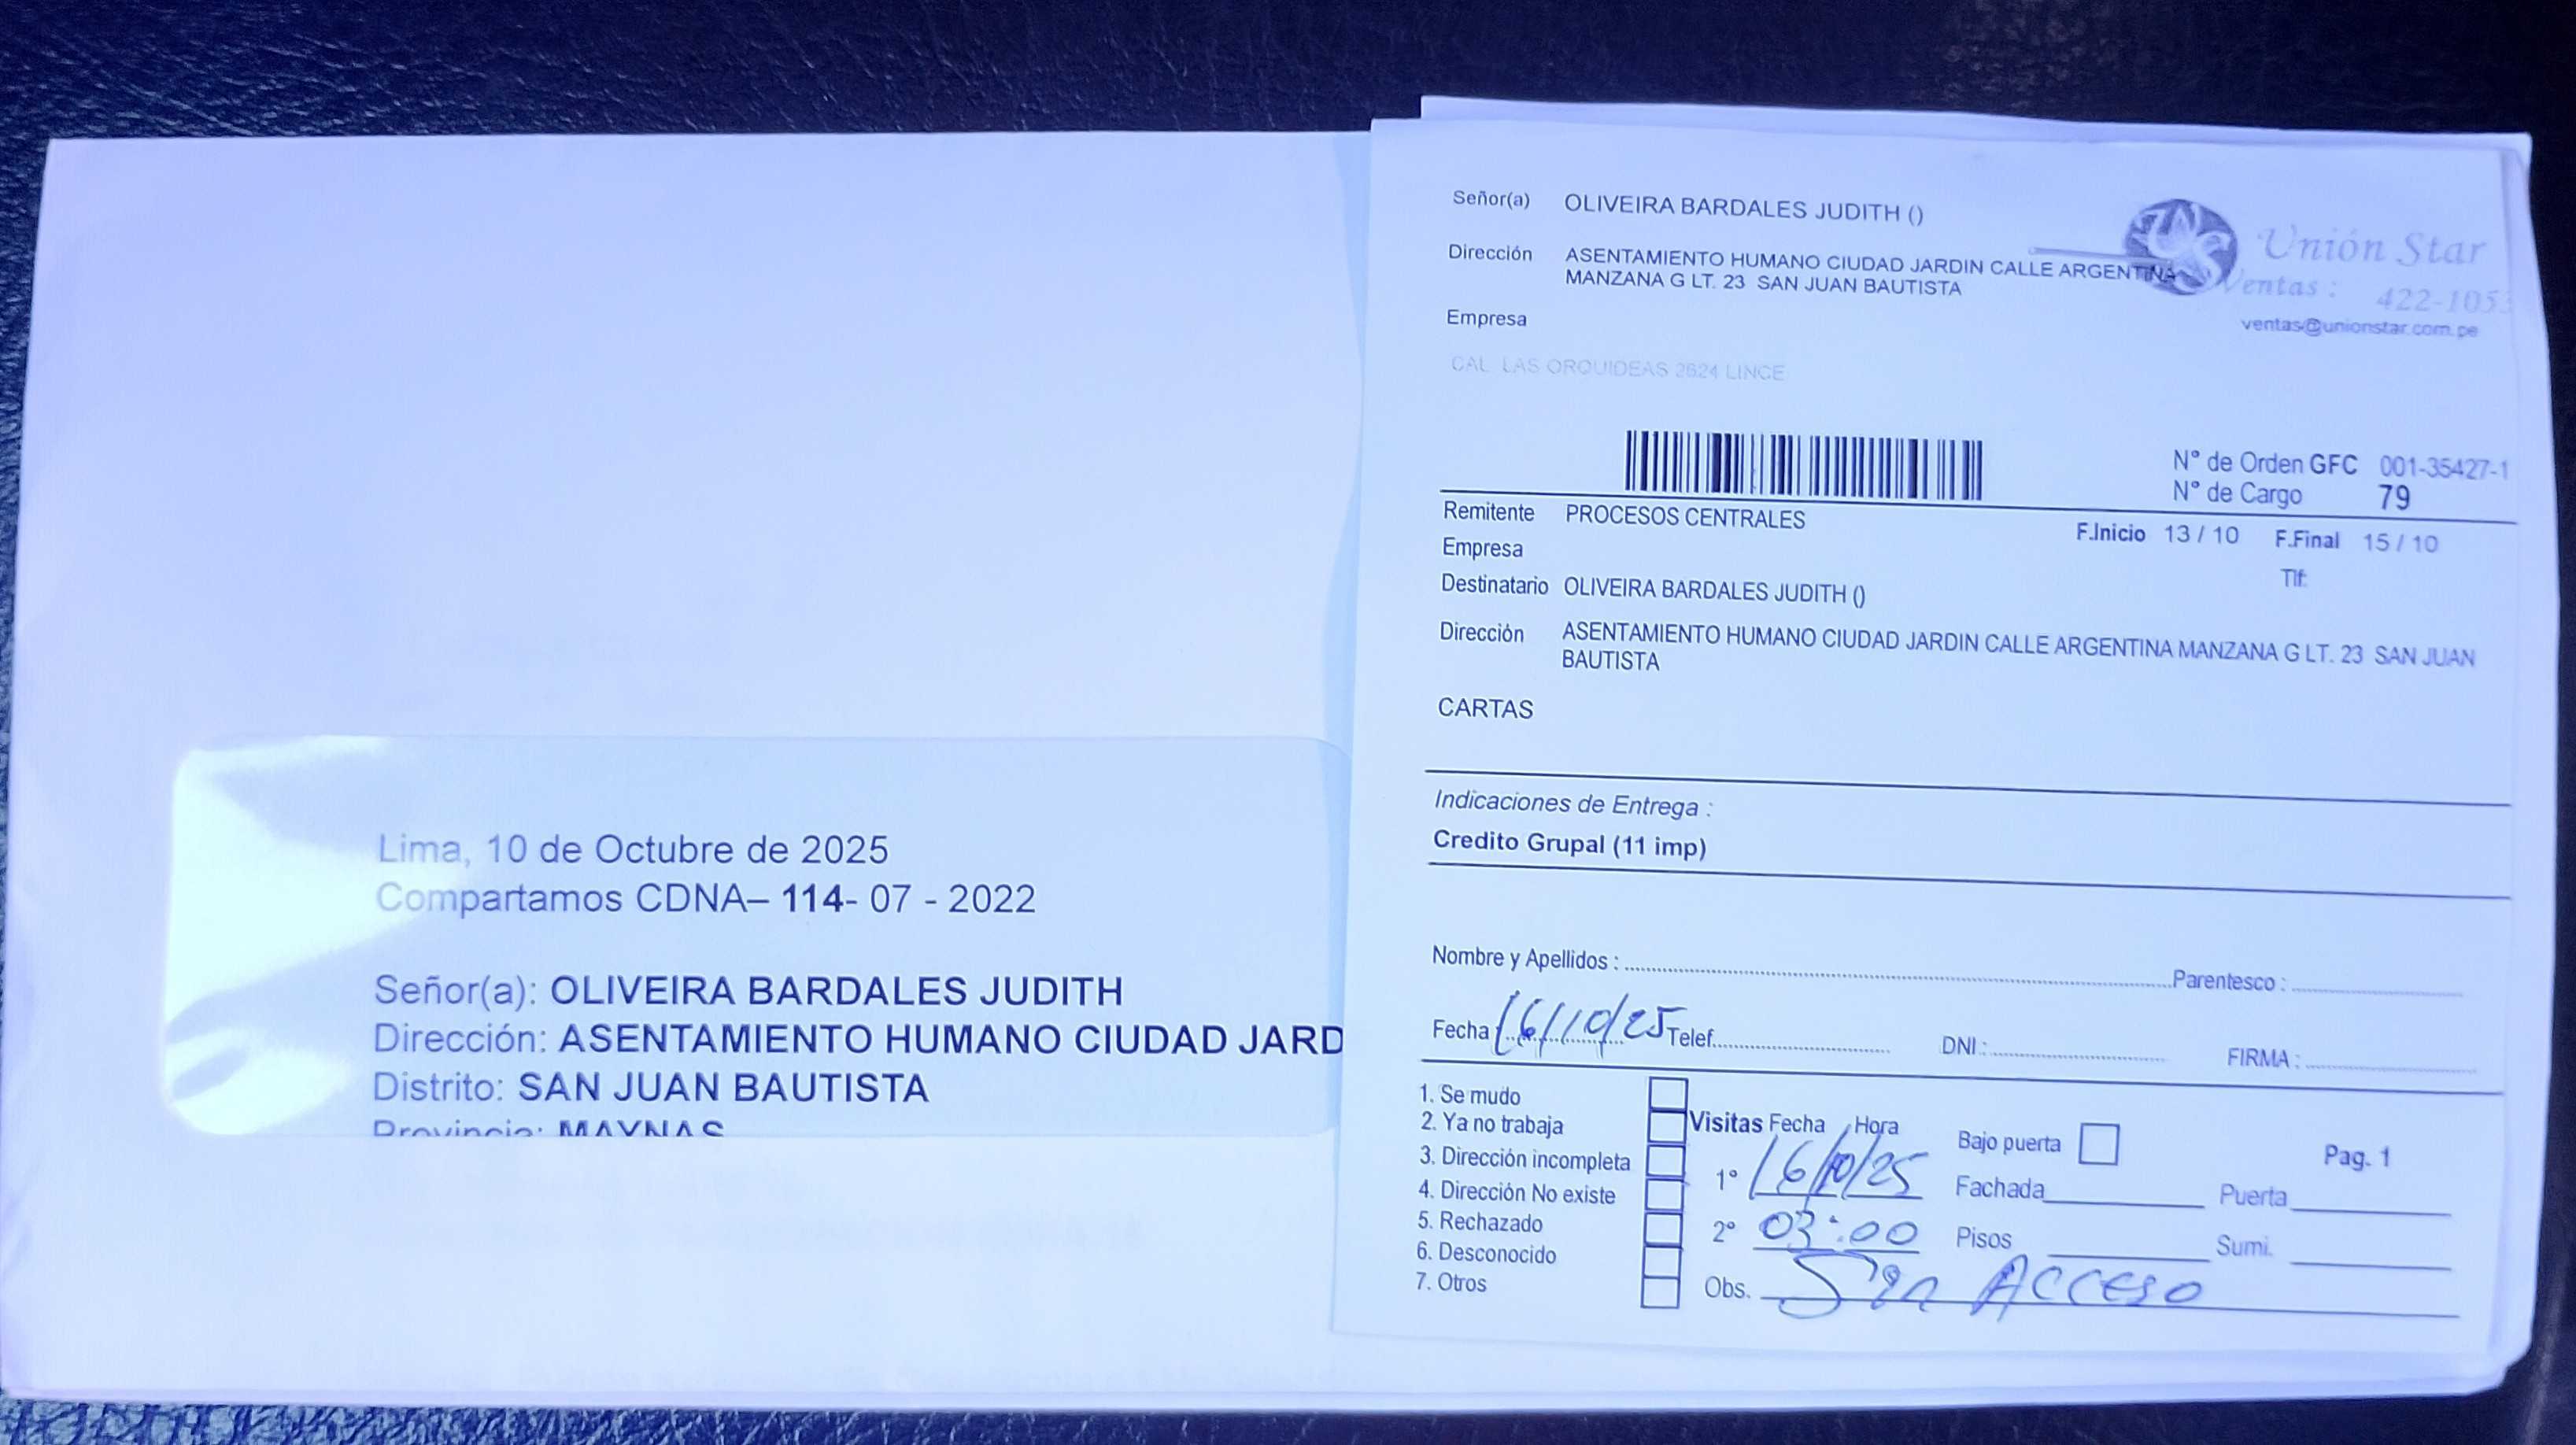 Lima, 10 de Octubre de 2025
Compartamos CDNA– 114- 07 - 2022
Señor(a): OLIVEIRA BARDALES JUDITH
Dirección: ASENTAMIENTO HUMANO CIUDAD JARD
Distrito: SAN JUAN BAUTISTA
Provincia: MAYNAS
Señor(a) OLIVEIRA BARDALES JUDITH ()
Dirección ASENTAMIENTO HUMANO CIUDAD JARDIN CALLE ARGENTINA
MANZANA G LT. 23 SAN JUAN BAUTISTA
Empresa
Unión Star
Ventas : 422-105
ventas@unionstar.com.pe
CAL LAS ORQUIDEAS 2624 LINCE
N° de Orden GFC 001-35427-1
N° de Cargo 79
Remitente PROCESOS CENTRALES
F.Inicio 13 / 10 F.Final 15 / 10
Empresa
Tlf:
Destinatario OLIVEIRA BARDALES JUDITH ()
Dirección ASENTAMIENTO HUMANO CIUDAD JARDIN CALLE ARGENTINA MANZANA G LT. 23 SAN JUAN
BAUTISTA
CARTAS
Indicaciones de Entrega :
Credito Grupal (11 imp)
Nombre y Apellidos : Parentesco :
Fecha 16/10/25 Telef. DNI : FIRMA :
1. Se mudo
2. Ya no trabaja
3. Dirección incompleta
4. Dirección No existe
5. Rechazado
6. Desconocido
7. Otros
Visitas Fecha Hora
1° 16/10/25
2° 03:00
Obs. Sin Acceso
Bajo puerta
Fachada Puerta
Pisos Sumi.
Pag. 1